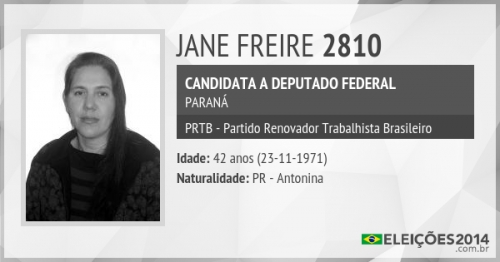 JANE FREIRE 2810
CANDIDATA A DEPUTADO FEDERAL
PARANÁ
PRTB - Partido Renovador Trabalhista Brasileiro
Idade: 42 anos (23-11-1971)
Naturalidade: PR - Antonina
ELEIÇÕES2014
.com.br